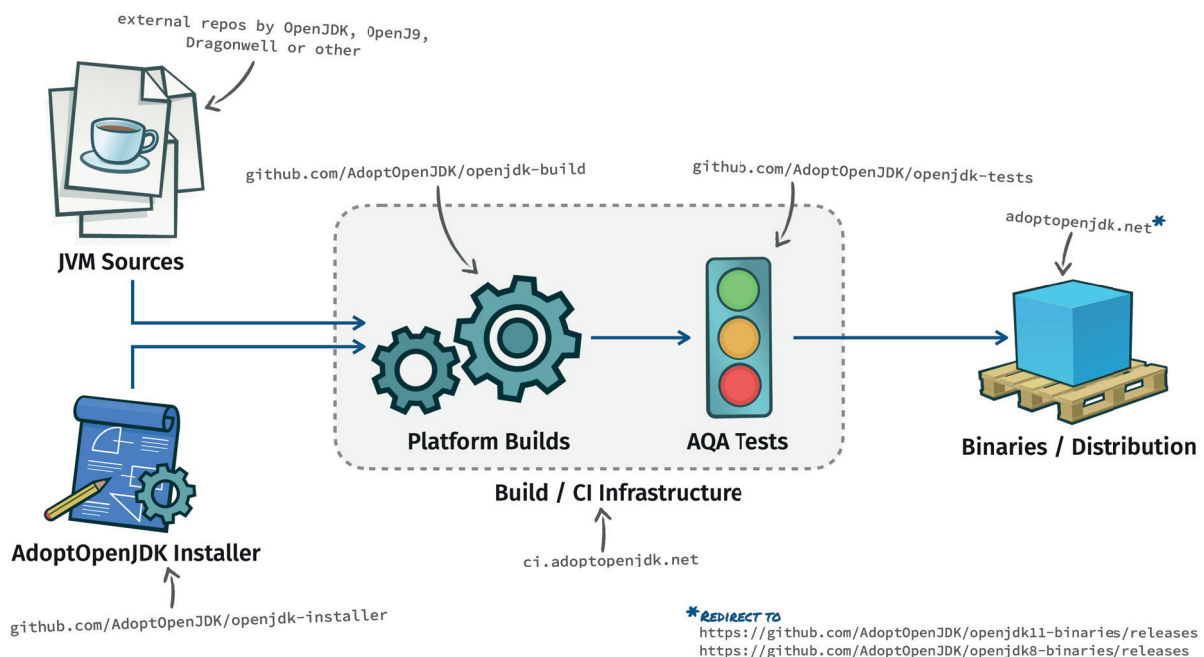 external repos by OpenJDK, OpenJ9,
Dragonwell or other
github.com/AdoptOpenJDK/openjdk-build
github.com/AdoptOpenJDK/openjdk-tests
adoptopenjdk.net*
JVM Sources
Platform Builds
AQA Tests
Binaries / Distribution
Build / CI Infrastructure
ci.adoptopenjdk.net
AdoptOpenJDK Installer
github.com/AdoptOpenJDK/openjdk-installer
*REDIRECT TO
https://github.com/AdoptOpenJDK/openjdk11-binaries/releases
https://github.com/AdoptOpenJDK/openjdk8-binaries/releases